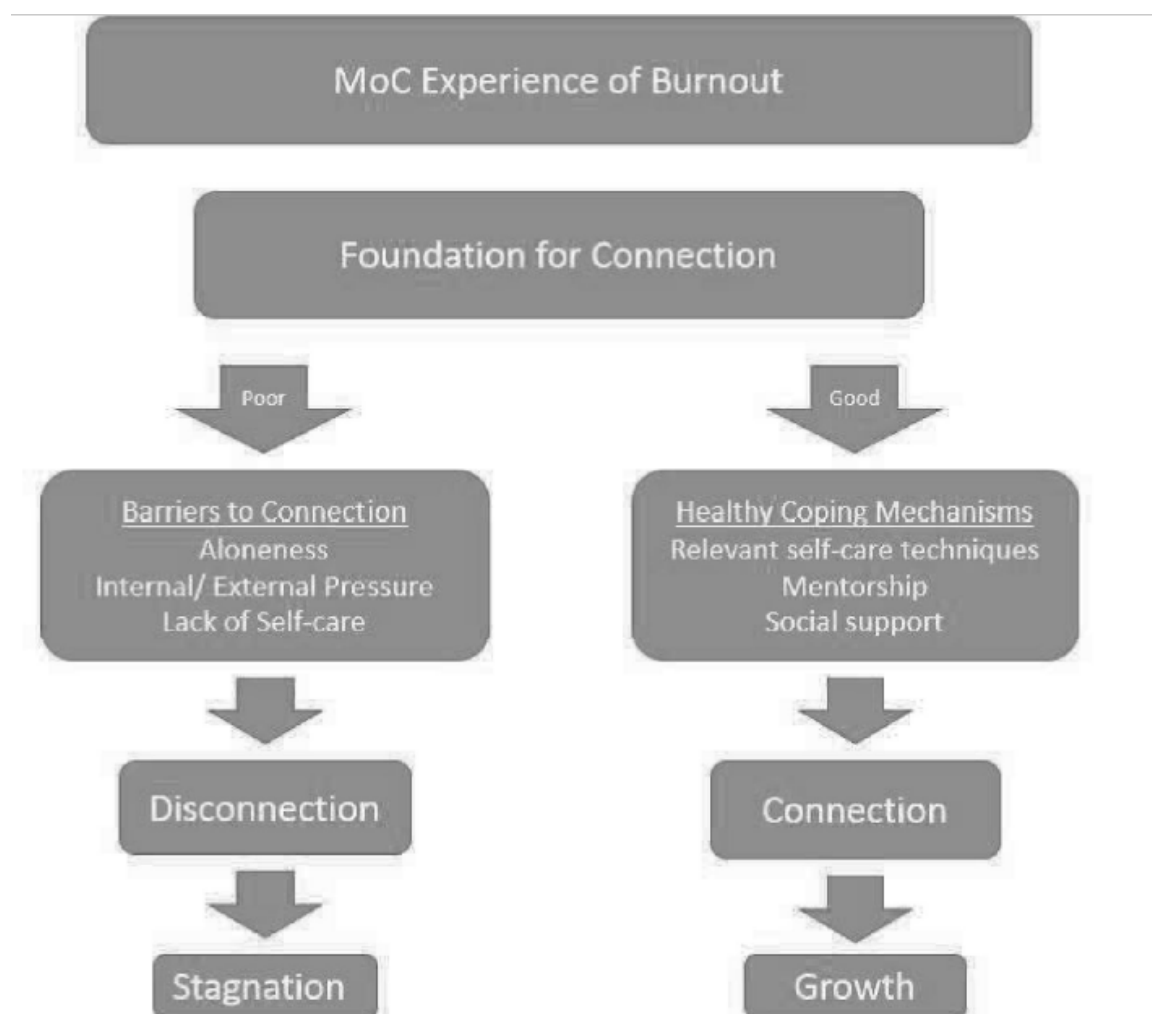 MoC Experience of Burnout
Foundation for Connection
Poor
Good
Barriers to Connection
Aloneness
Internal/ External Pressure
Lack of Self-care
Healthy Coping Mechanisms
Relevant self-care techniques
Mentorship
Social support
Disconnection
Connection
Stagnation
Growth